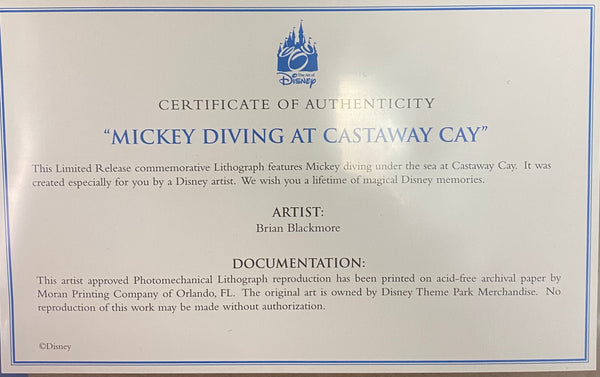 The Art of
Disney
CERTIFICATE OF AUTHENTICITY
"MICKEY DIVING AT CASTAWAY CAY"
This Limited Release commemorative Lithograph features Mickey diving under the sea at Castaway Cay. It was
created especially for you by a Disney artist. We wish you a lifetime of magical Disney memories.
ARTIST:
Brian Blackmore
DOCUMENTATION:
This artist approved Photomechanical Lithograph reproduction has been printed on acid-free archival paper by
Moran Printing Company of Orlando, FL. The original art is owned by Disney Theme Park Merchandise. No
reproduction of this work may be made without authorization.
©Disney